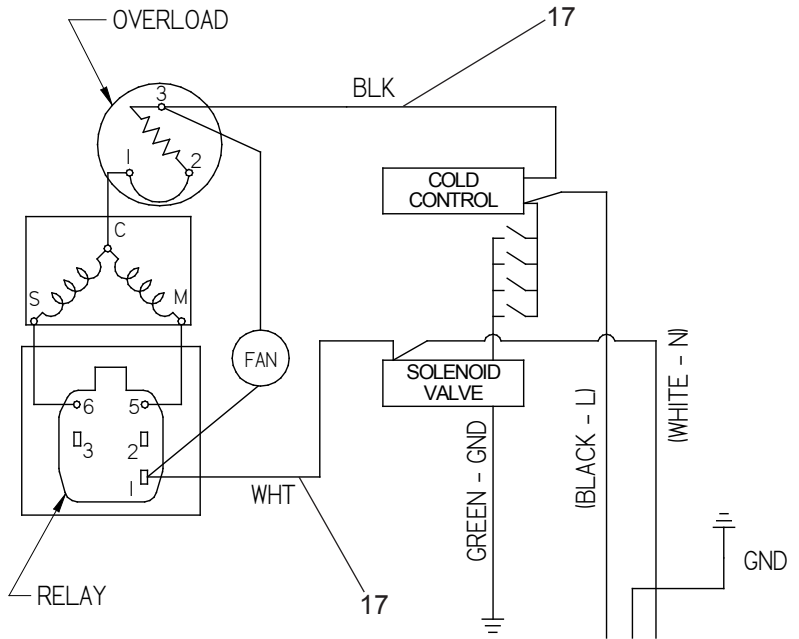 OVERLOAD
17
BLK
3
1
2
COLD
CONTROL
C
S
M
FAN
SOLENOID
VALVE
6
5
3
2
1
WHT
GREEN - GND
(BLACK - L)
(WHITE - N)
GND
RELAY
17